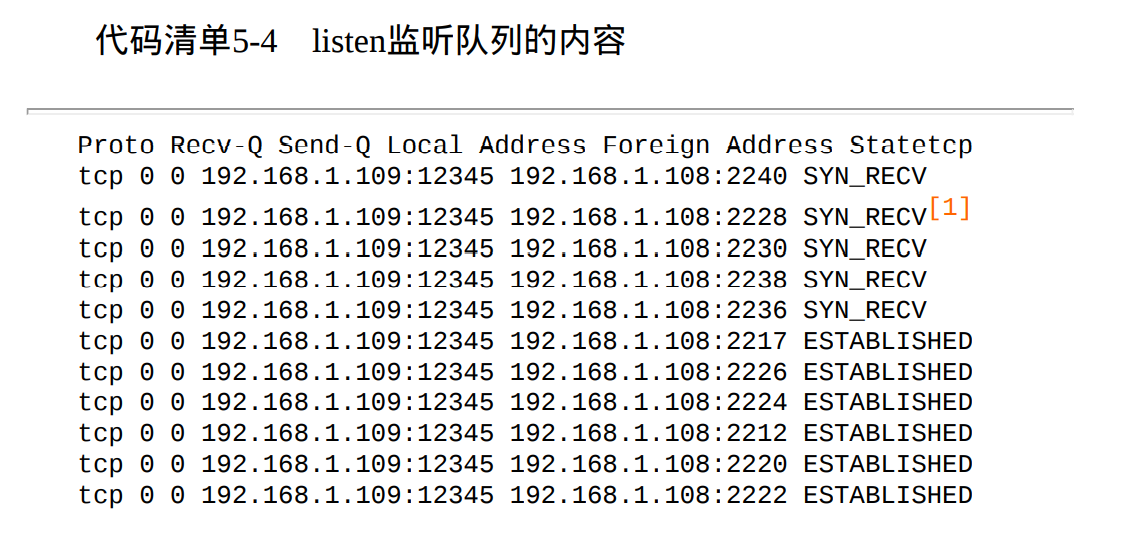 代码清单5-4 listen监听队列的内容
Proto Recv-Q Send-Q Local Address Foreign Address Statetcp
tcp 0 0 192.168.1.109:12345 192.168.1.108:2240 SYN_RECV
tcp 0 0 192.168.1.109:12345 192.168.1.108:2228 SYN_RECV[1]
tcp 0 0 192.168.1.109:12345 192.168.1.108:2230 SYN_RECV
tcp 0 0 192.168.1.109:12345 192.168.1.108:2238 SYN_RECV
tcp 0 0 192.168.1.109:12345 192.168.1.108:2236 SYN_RECV
tcp 0 0 192.168.1.109:12345 192.168.1.108:2217 ESTABLISHED
tcp 0 0 192.168.1.109:12345 192.168.1.108:2226 ESTABLISHED
tcp 0 0 192.168.1.109:12345 192.168.1.108:2224 ESTABLISHED
tcp 0 0 192.168.1.109:12345 192.168.1.108:2212 ESTABLISHED
tcp 0 0 192.168.1.109:12345 192.168.1.108:2220 ESTABLISHED
tcp 0 0 192.168.1.109:12345 192.168.1.108:2222 ESTABLISHED